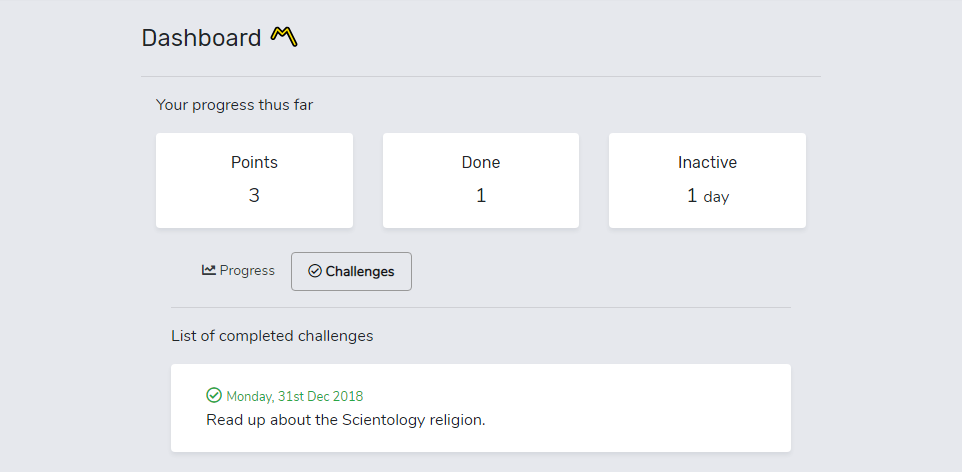 Dashboard
Your progress thus far
Points
Done
Inactive
3
1
1 day
Progress
Challenges
List of completed challenges
Monday, 31st Dec 2018
Read up about the Scientology religion.